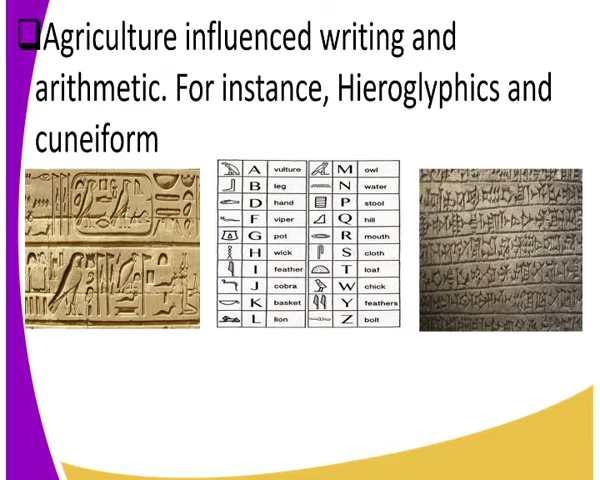 Agriculture influenced writing and
arithmetic. For instance, Hieroglyphics and
cuneiform
A vulture M owl
B leg N water
D hand P stool
F viper Q hill
G pot R mouth
H wick S cloth
I feather T loaf
J cobra W chick
K basket Y feathers
L lion Z bolt